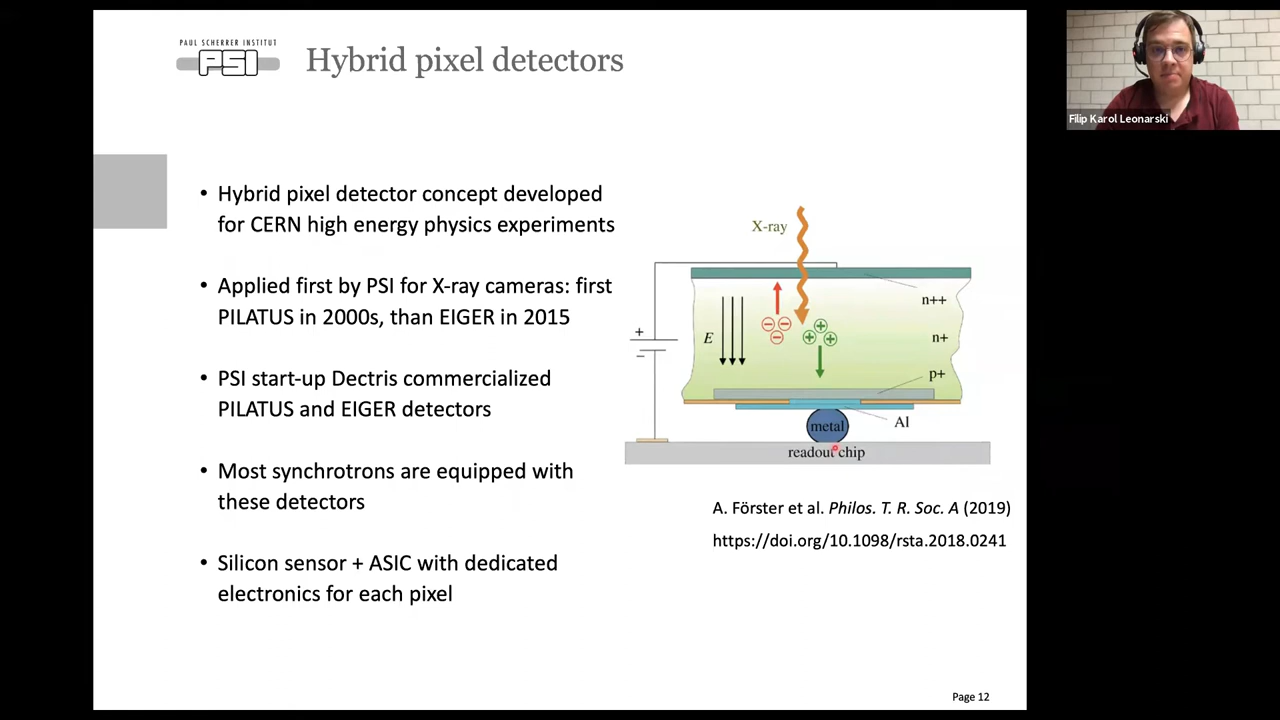 PAUL SCHERRER INSTITUT
PSI
Hybrid pixel detectors
• Hybrid pixel detector concept developed
for CERN high energy physics experiments
• Applied first by PSI for X-ray cameras: first
PILATUS in 2000s, than EIGER in 2015
• PSI start-up Dectris commercialized
PILATUS and EIGER detectors
• Most synchrotrons are equipped with
these detectors
• Silicon sensor + ASIC with dedicated
electronics for each pixel
X-ray
n++
E
n+
p+
Al
metal
readout chip
+
−
A. Förster et al. Philos. T. R. Soc. A (2019)
https://doi.org/10.1098/rsta.2018.0241
Page 12
Filip Karol Leonarski